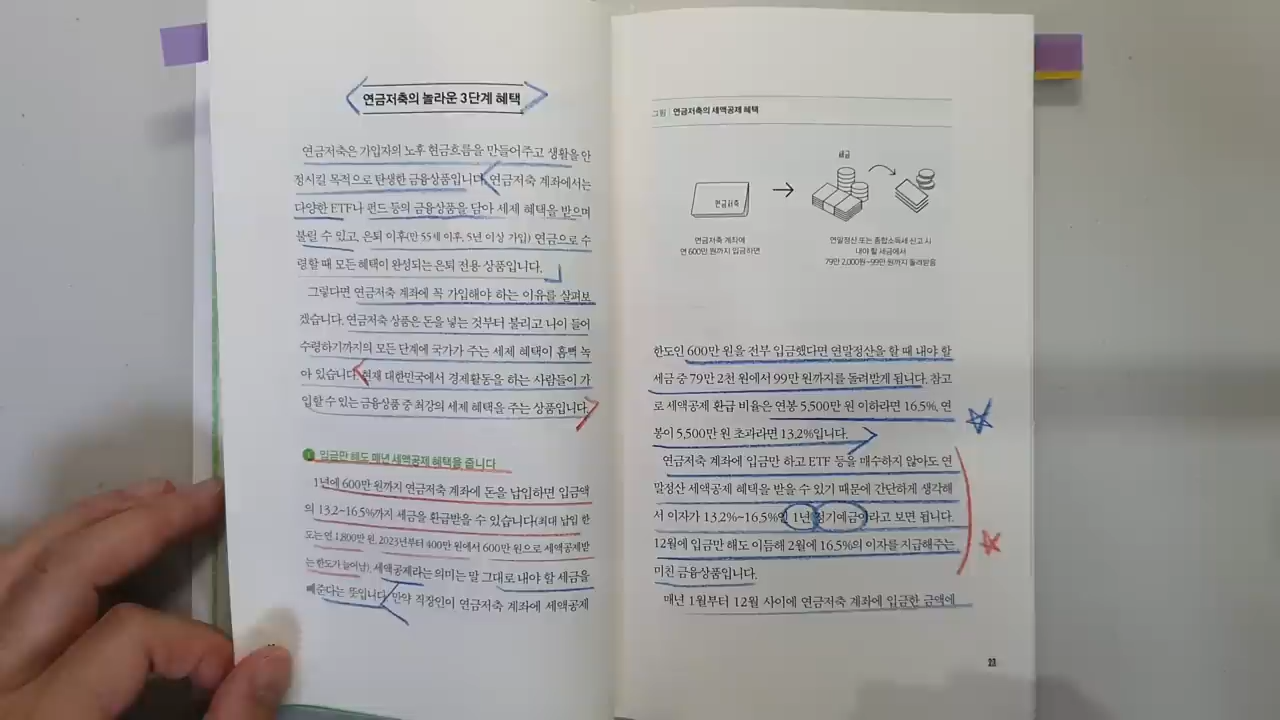 연금저축의 놀라운 3단계 혜택
연금저축은 가입자의 노후 현금흐름을 만들어주고 생활을 안
정시킬 목적으로 탄생한 금융상품입니다. 연금저축 계좌에서는
다양한 ETF나 펀드 등의 금융상품을 담아 세제 혜택을 받으며
불릴 수 있고, 은퇴 이후(만 55세 이후, 5년 이상 가입) 연금으로 수
령할 때 모든 혜택이 완성되는 은퇴 전용 상품입니다.
그렇다면 연금저축 계좌에 꼭 가입해야 하는 이유를 살펴보
겠습니다. 연금저축 상품은 돈을 넣는 것부터 불리고 나이 들어
수령하기까지의 모든 단계에 국가가 주는 세제 혜택이 흠뻑 녹
아 있습니다. 현재 대한민국에서 경제활동을 하는 사람들이 가
입할 수 있는 금융상품 중 최강의 세제 혜택을 주는 상품입니다.
1 입금만 해도 매년 세액공제 혜택을 줍니다
1년에 600만 원까지 연금저축 계좌에 돈을 납입하면 입금액
의 13.2~16.5%까지 세금을 환급받을 수 있습니다(최대 납입 한
도는 연 1,800만 원. 2023년부터 400만 원에서 600만 원으로 세액공제받
는 한도가 늘어남). 세액공제라는 의미는 말 그대로 내야 할 세금을
빼준다는 뜻입니다. 만약 직장인이 연금저축 계좌에 세액공제
그림 | 연금저축의 세액공제 혜택
세금
연금저축
연금저축 계좌에
연 600만 원까지 입금하면
연말정산 또는 종합소득세 신고 시
내야 할 세금에서
79만 2,000원~99만 원까지 돌려받음
한도인 600만 원을 전부 입금했다면 연말정산을 할 때 내야 할
세금 중 79만 2천 원에서 99만 원까지를 돌려받게 됩니다. 참고
로 세액공제 환급 비율은 연봉 5,500만 원 이하라면 16.5%, 연
봉이 5,500만 원 초과라면 13.2%입니다.
연금저축 계좌에 입금만 하고 ETF 등을 매수하지 않아도 연
말정산 세액공제 혜택을 받을 수 있기 때문에 간단하게 생각해
서 이자가 13.2%~16.5%인 1년 정기예금이라고 보면 됩니다.
12월에 입금만 해도 이듬해 2월에 16.5%의 이자를 지급해주는
미친 금융상품입니다.
매년 1월부터 12월 사이에 연금저축 계좌에 입금한 금액에
23